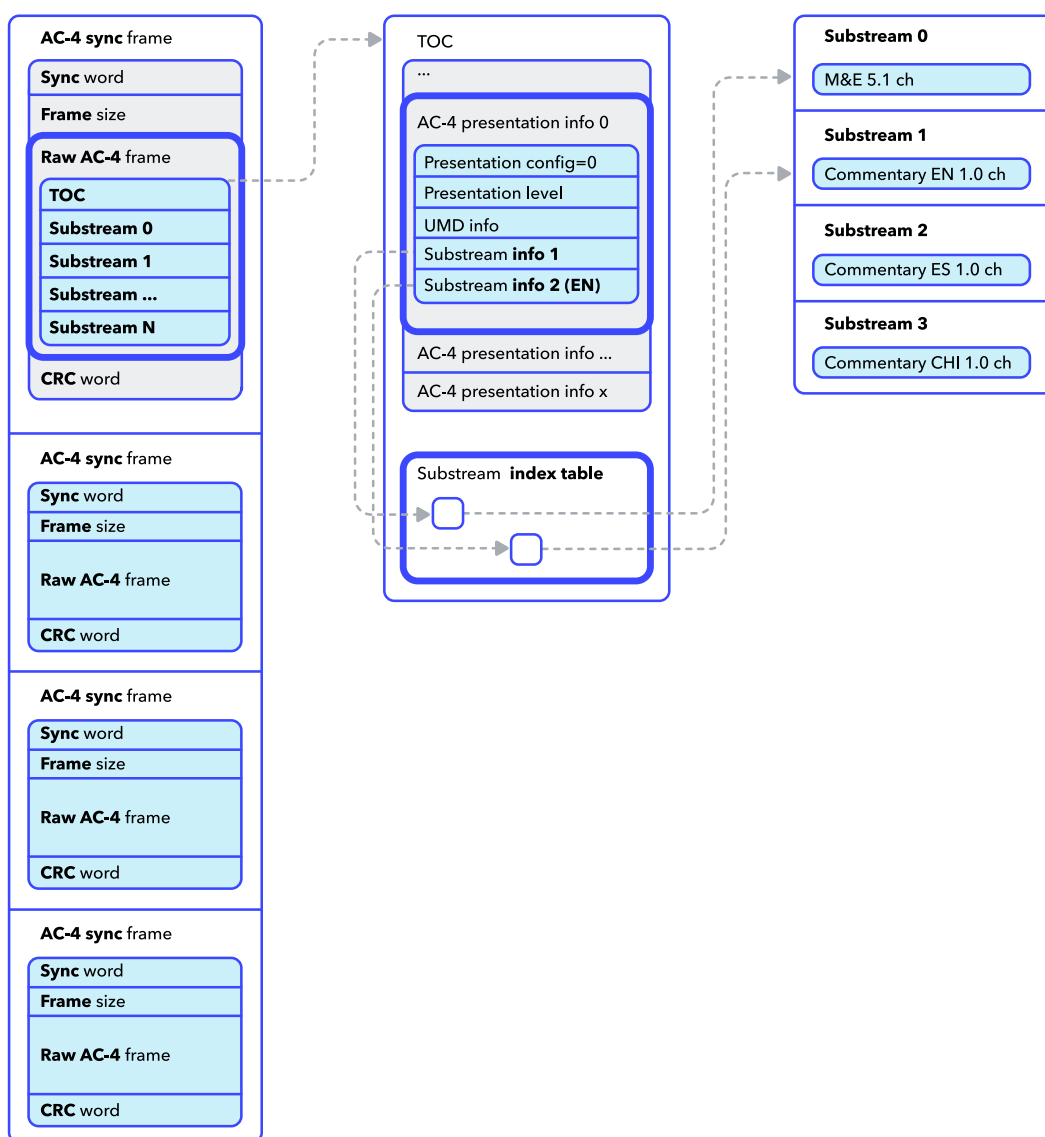 AC-4 sync frame
Sync word
Frame size
Raw AC-4 frame
TOC
Substream 0
Substream 1
Substream ...
Substream N
CRC word
AC-4 sync frame
Sync word
Frame size
Raw AC-4 frame
CRC word
AC-4 sync frame
Sync word
Frame size
Raw AC-4 frame
CRC word
AC-4 sync frame
Sync word
Frame size
Raw AC-4 frame
CRC word
TOC
...
AC-4 presentation info 0
Presentation config=0
Presentation level
UMD info
Substream info 1
Substream info 2 (EN)
AC-4 presentation info ...
AC-4 presentation info x
Substream index table
Substream 0
M&E 5.1 ch
Substream 1
Commentary EN 1.0 ch
Substream 2
Commentary ES 1.0 ch
Substream 3
Commentary CHI 1.0 ch